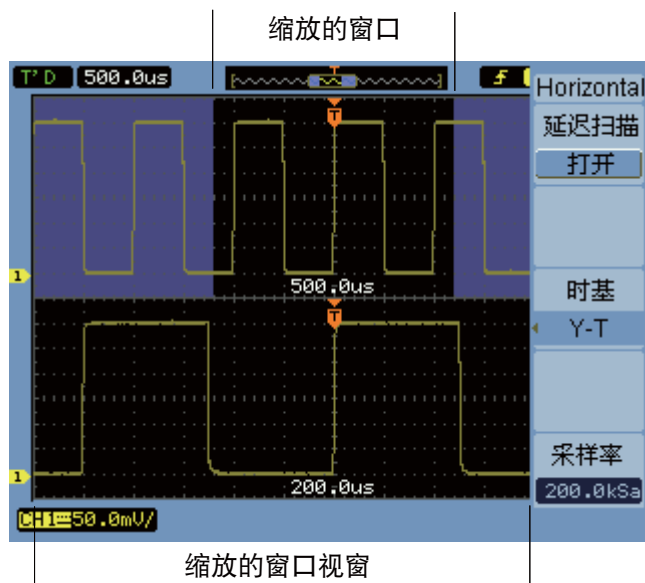 缩放的窗口
T'D 500.0us T
Horizontal
延迟扫描
打开
T
1
500.0us
时基
Y-T
T
采样率
1
200.0us
200.0kSa
CH1 50.0mV/
缩放的窗口视窗